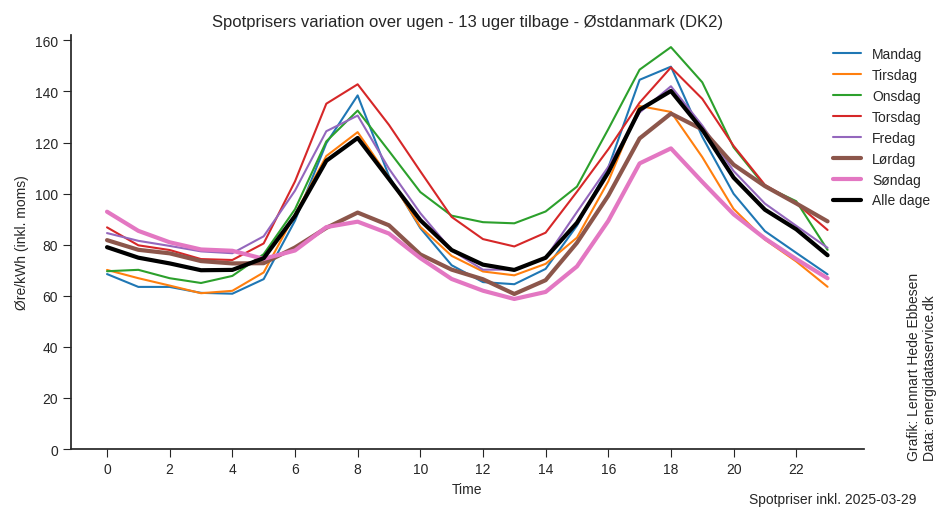 Spotprisers variation over ugen - 13 uger tilbage - Østdanmark (DK2)
Øre/kWh (inkl. moms)
160
140
120
100
80
60
40
20
0
0 2 4 6 8 10 12 14 16 18 20 22
Time
Mandag
Tirsdag
Onsdag
Torsdag
Fredag
Lørdag
Søndag
Alle dage
Grafik: Lennart Hede Ebbesen
Data: energidataservice.dk
Spotpriser inkl. 2025-03-29